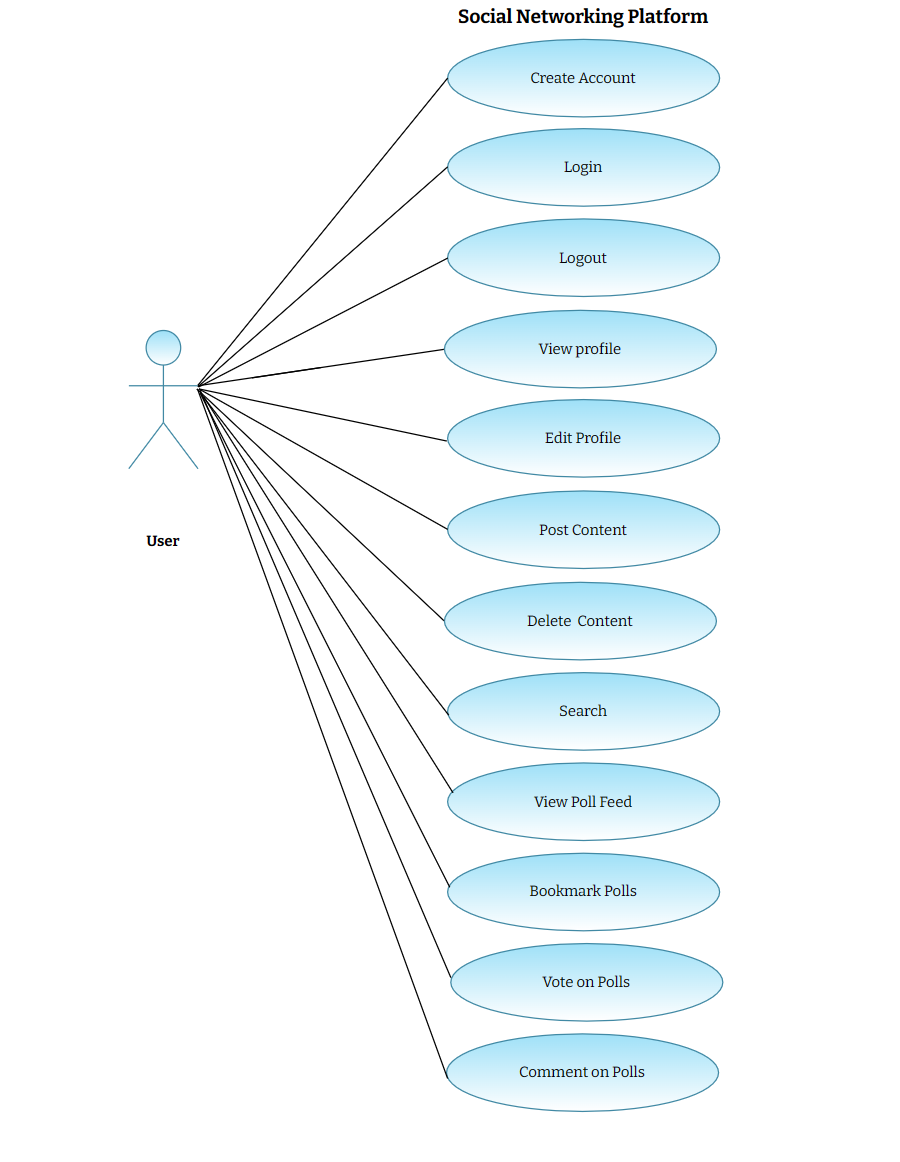 Social Networking Platform
Create Account
Login
Logout
View profile
Edit Profile
Post Content
User
Delete  Content
Search
View Poll Feed
Bookmark Polls
Vote on Polls
Comment on Polls